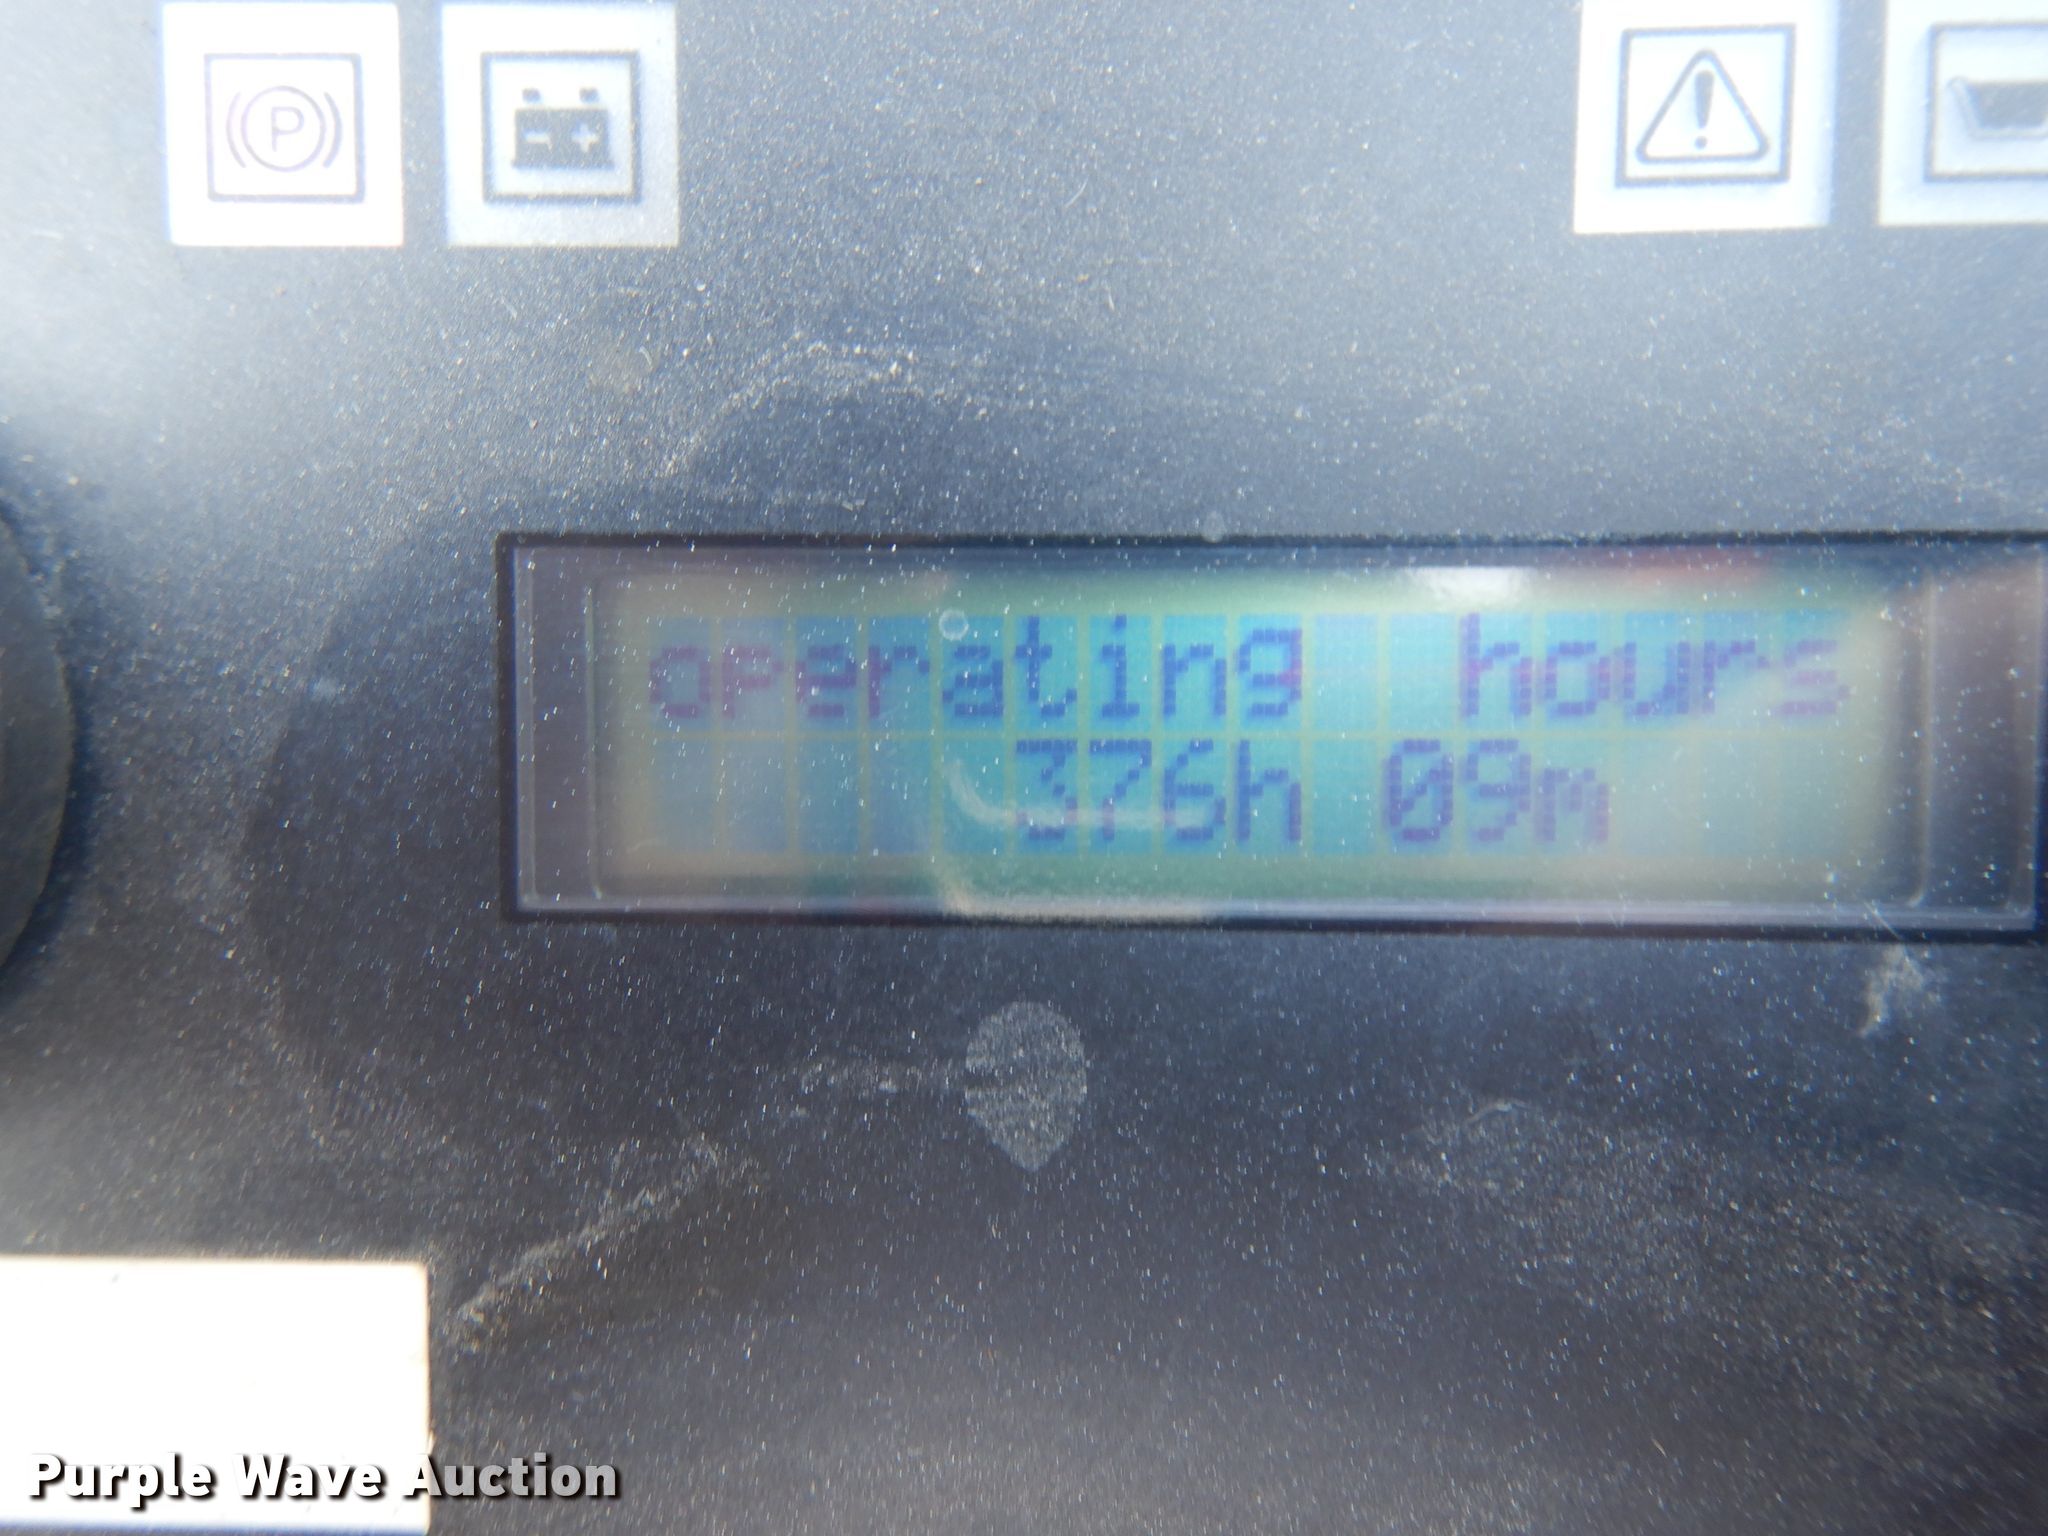 P
- +
!
operating hours
376h 09m
Purple Wave Auction